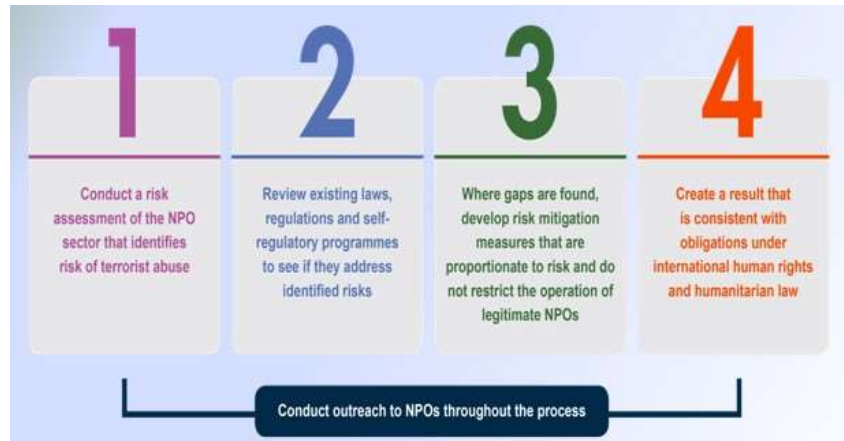 1
Conduct a risk
assessment of the NPO
sector that identifies
risk of terrorist abuse
2
Review existing laws,
regulations and self-
regulatory programmes
to see if they address
identified risks
3
Where gaps are found,
develop risk mitigation
measures that are
proportionate to risk and do
not restrict the operation of
legitimate NPOs
4
Create a result that
is consistent with
obligations under
international human rights
and humanitarian law
Conduct outreach to NPOs throughout the process